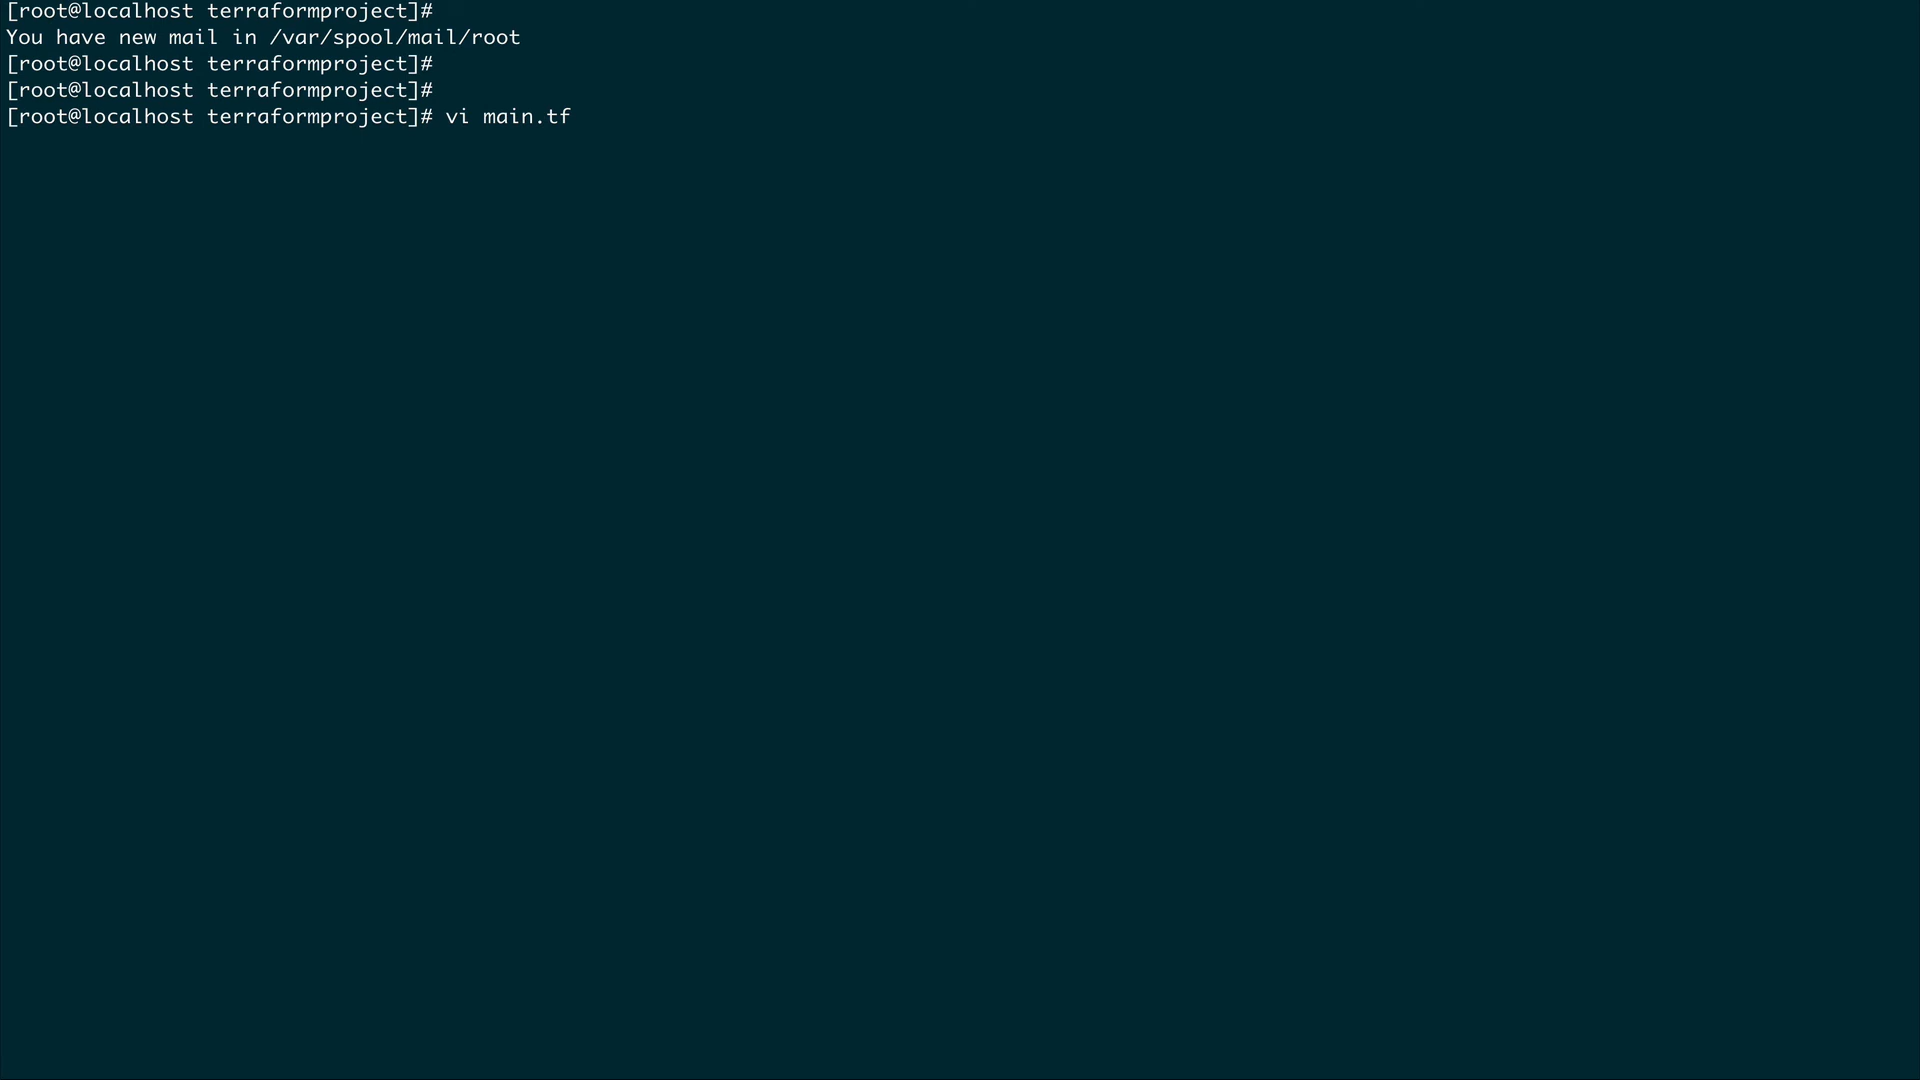 [root@localhost terraformproject]#
You have new mail in /var/spool/mail/root
[root@localhost terraformproject]#
[root@localhost terraformproject]#
[root@localhost terraformproject]# vi main.tf